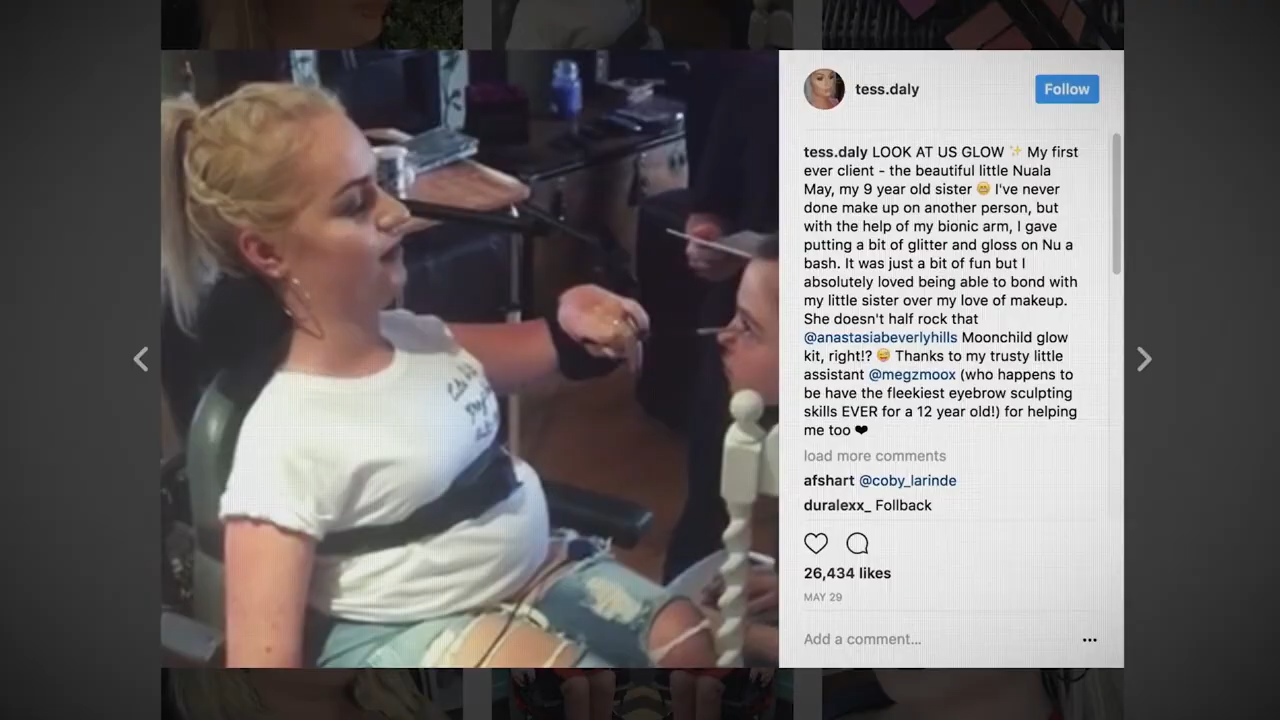 tess.daly
Follow
tess.daly LOOK AT US GLOW ✨ My first
ever client - the beautiful little Nuala
May, my 9 year old sister 😁 I've never
done make up on another person, but
with the help of my bionic arm, I gave
putting a bit of glitter and gloss on Nu a
bash. It was just a bit of fun but I
absolutely loved being able to bond with
my little sister over my love of makeup.
She doesn't half rock that
@anastasiabeverlyhills Moonchild glow
kit, right!? 😅 Thanks to my trusty little
assistant @megzmoox (who happens to
be have the fleekiest eyebrow sculpting
skills EVER for a 12 year old!) for helping
me too ❤
load more comments
afshart @coby_larinde
duralexx_ Follback
26,434 likes
MAY 29
Add a comment...